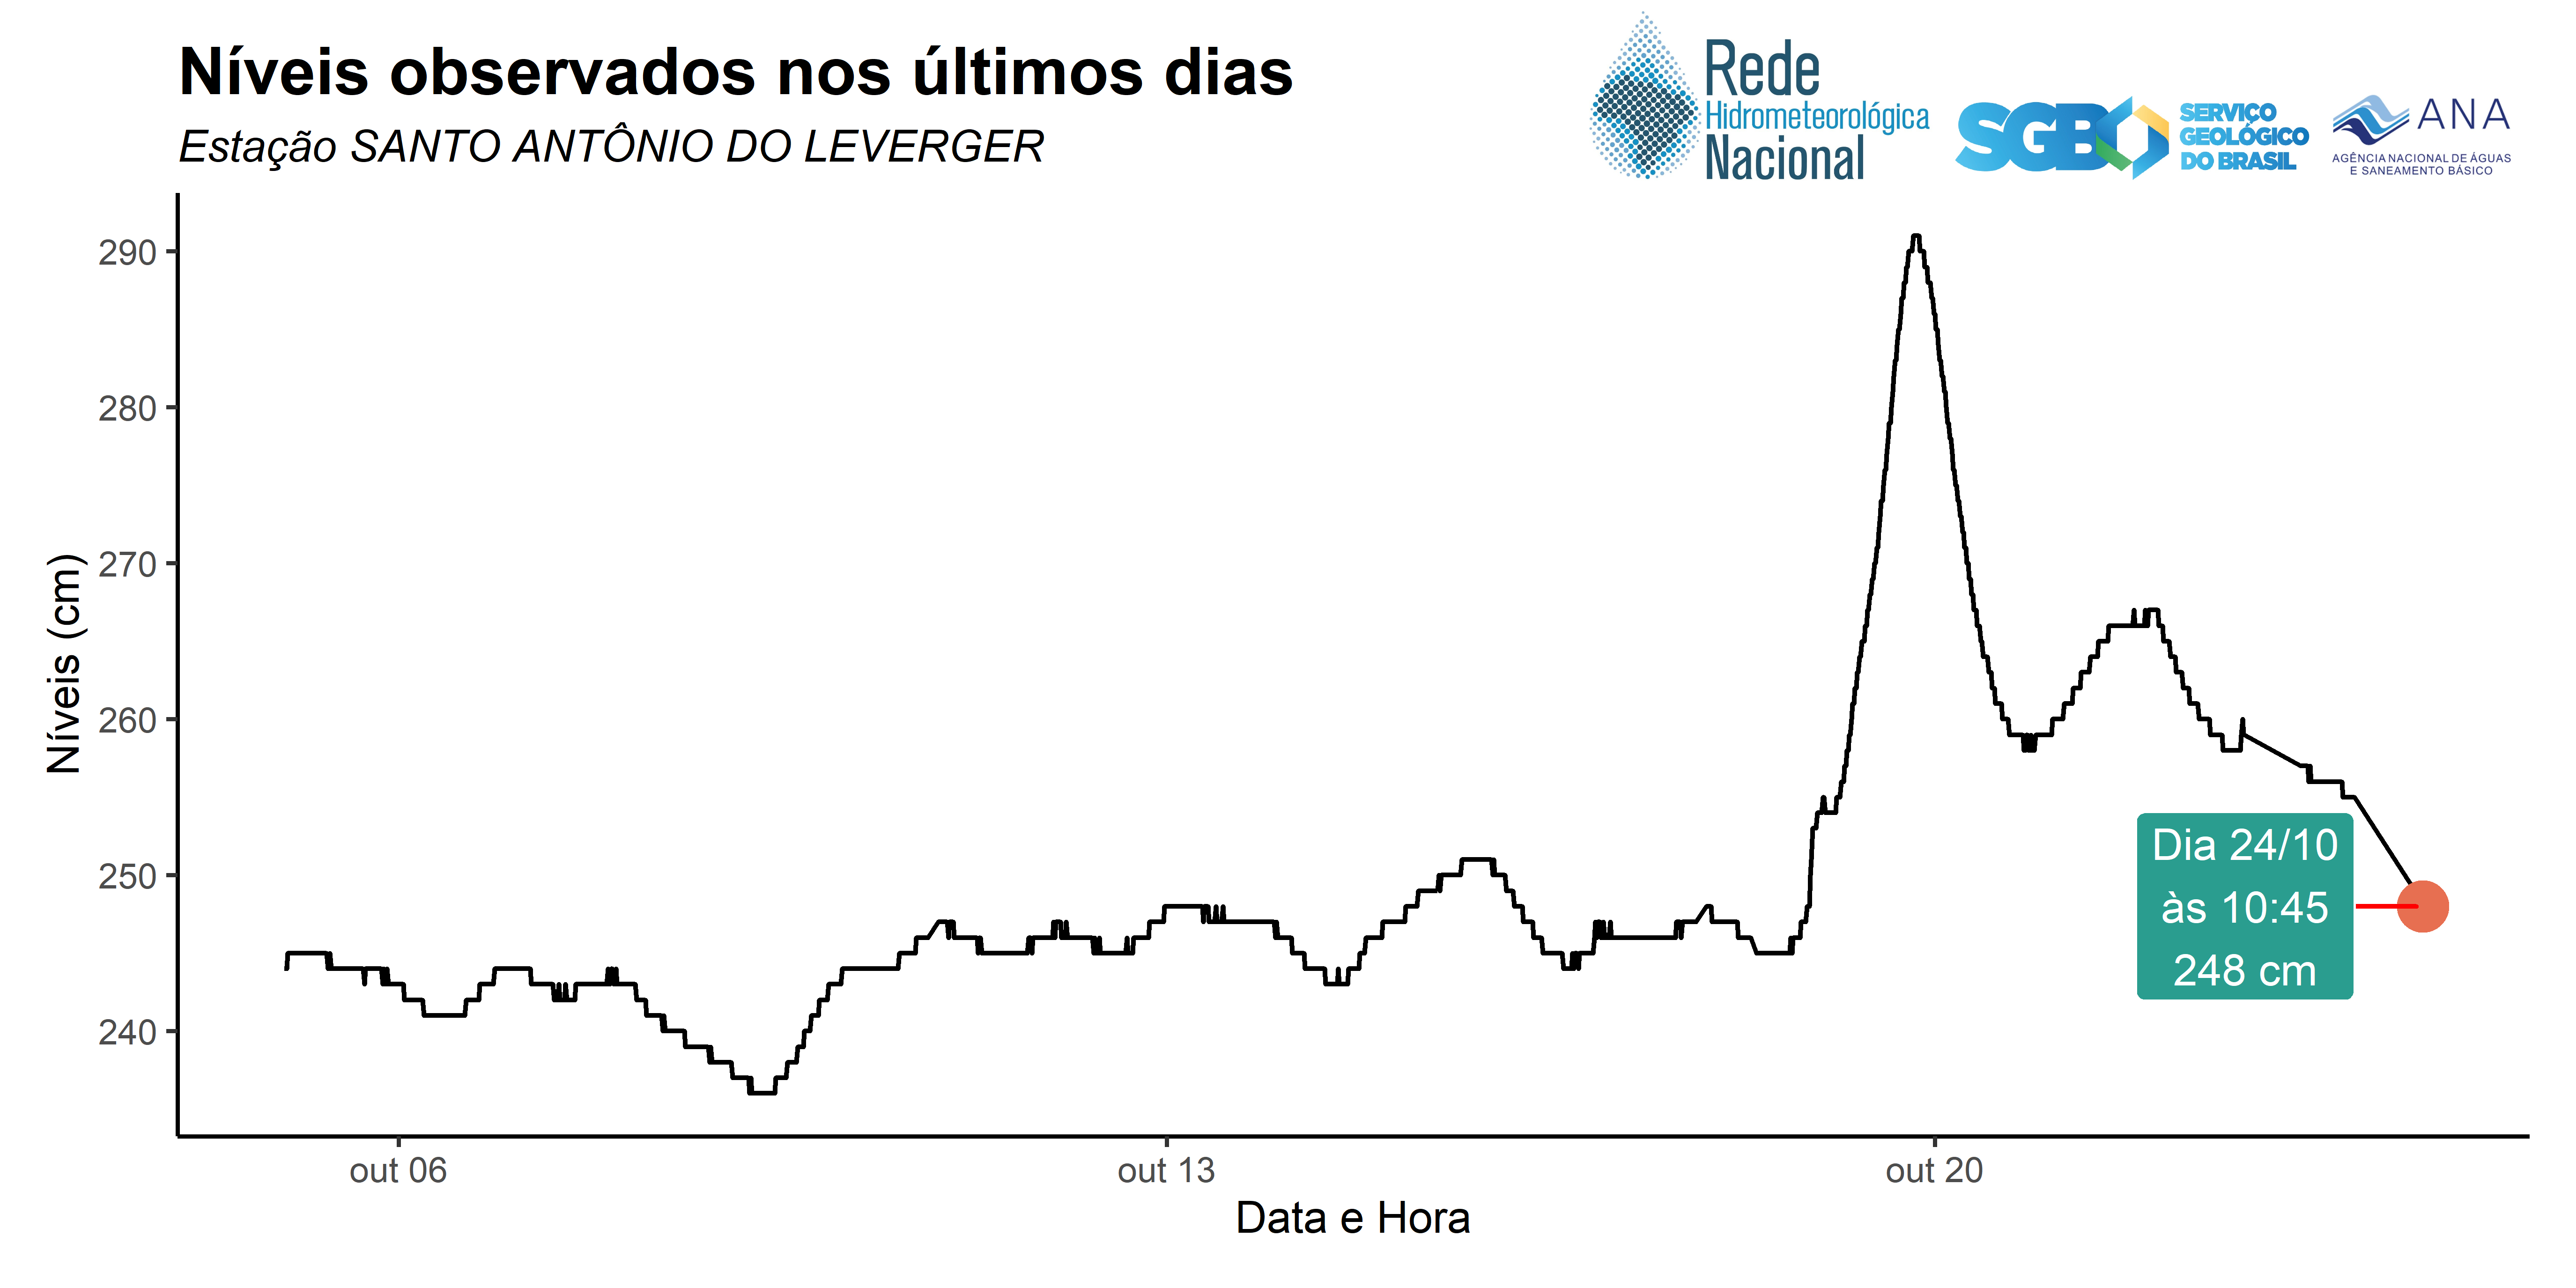 Níveis observados nos últimos dias
Estação SANTO ANTÔNIO DO LEVERGER
Rede
Hidrometeorológica
Nacional
SGB
SERVIÇO
GEOLÓGICO
DO BRASIL
ANA
AGÊNCIA NACIONAL DE ÁGUAS
E SANEAMENTO BÁSICO
Níveis (cm)
290
280
270
260
250
240
Dia 24/10
às 10:45
248 cm
out 06
out 13
out 20
Data e Hora